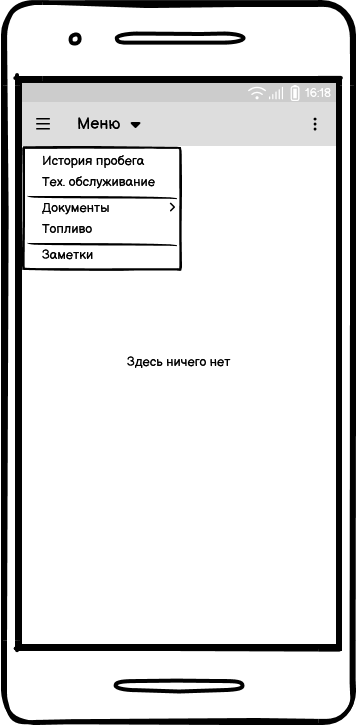 16:18
Меню
История пробега
Тех. обслуживание
Документы
Топливо
Заметки
Здесь ничего нет